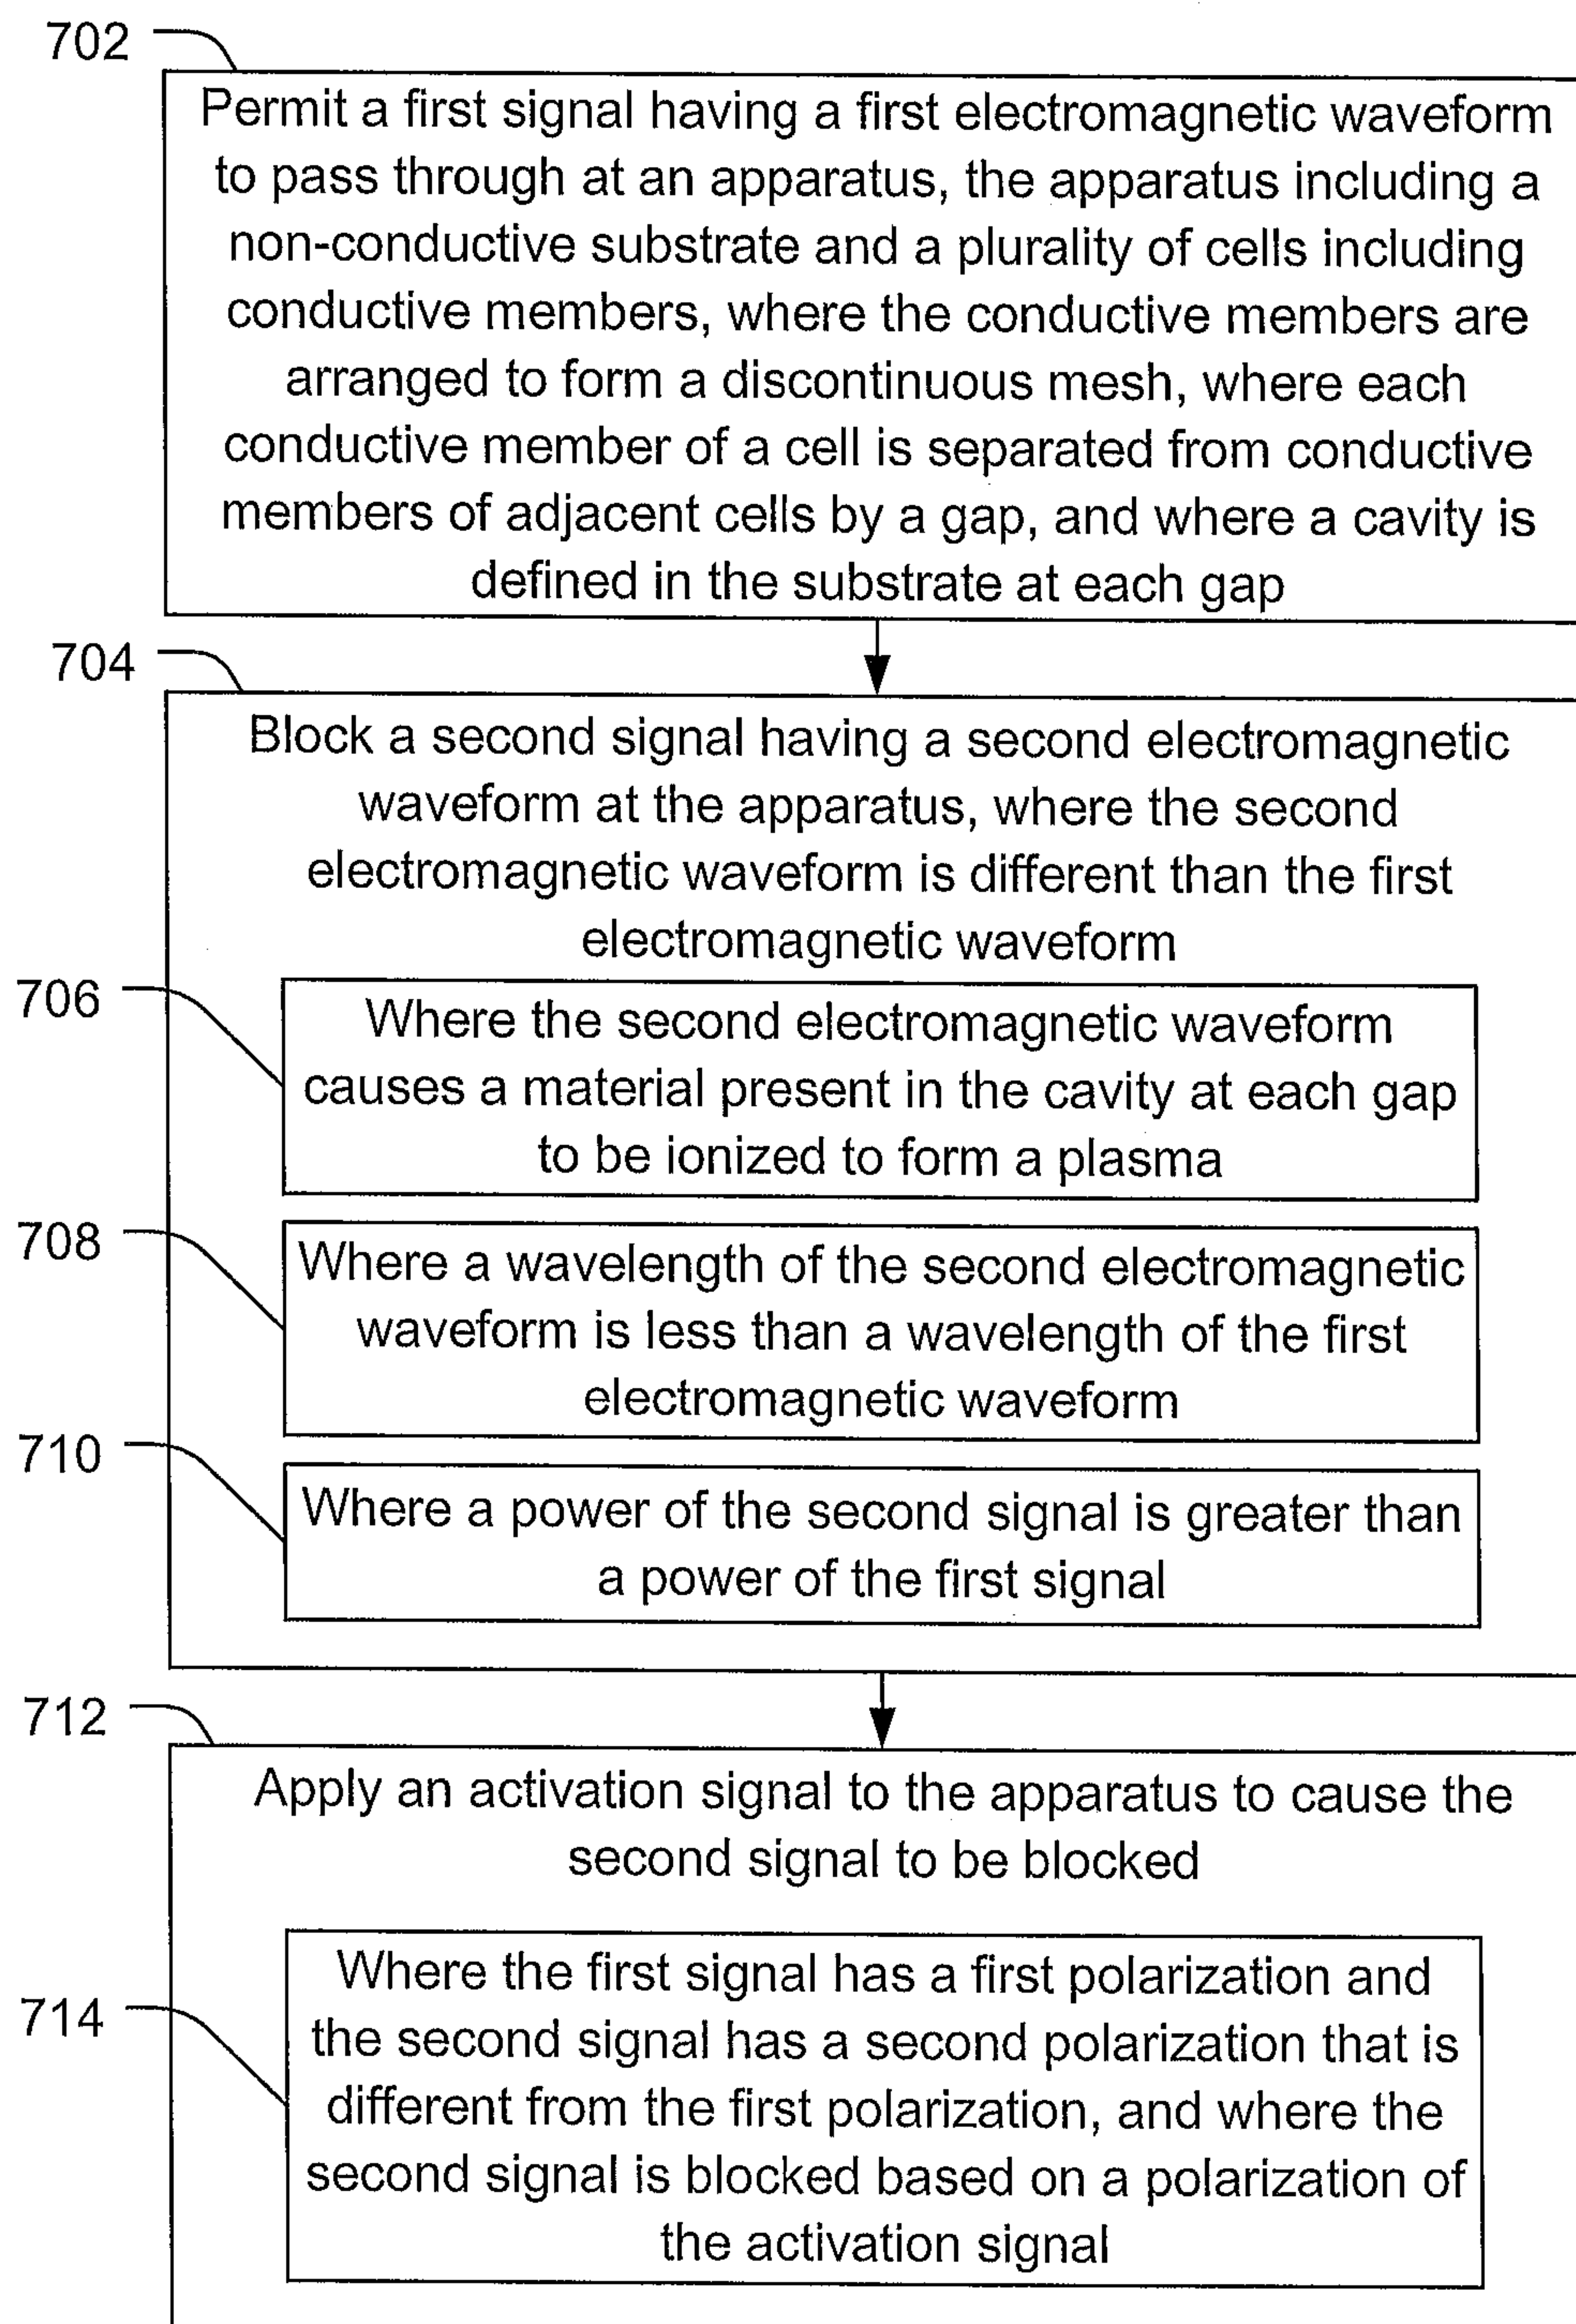 702
Permit a first signal having a first electromagnetic waveform
to pass through at an apparatus, the apparatus including a
non-conductive substrate and a plurality of cells including
conductive members, where the conductive members are
arranged to form a discontinuous mesh, where each
conductive member of a cell is separated from conductive
members of adjacent cells by a gap, and where a cavity is
defined in the substrate at each gap
704
Block a second signal having a second electromagnetic
waveform at the apparatus, where the second
electromagnetic waveform is different than the first
electromagnetic waveform
706
Where the second electromagnetic waveform
causes a material present in the cavity at each gap
to be ionized to form a plasma
708
Where a wavelength of the second electromagnetic
waveform is less than a wavelength of the first
electromagnetic waveform
710
Where a power of the second signal is greater than
a power of the first signal
712
Apply an activation signal to the apparatus to cause the
second signal to be blocked
714
Where the first signal has a first polarization and
the second signal has a second polarization that is
different from the first polarization, and where the
second signal is blocked based on a polarization of
the activation signal